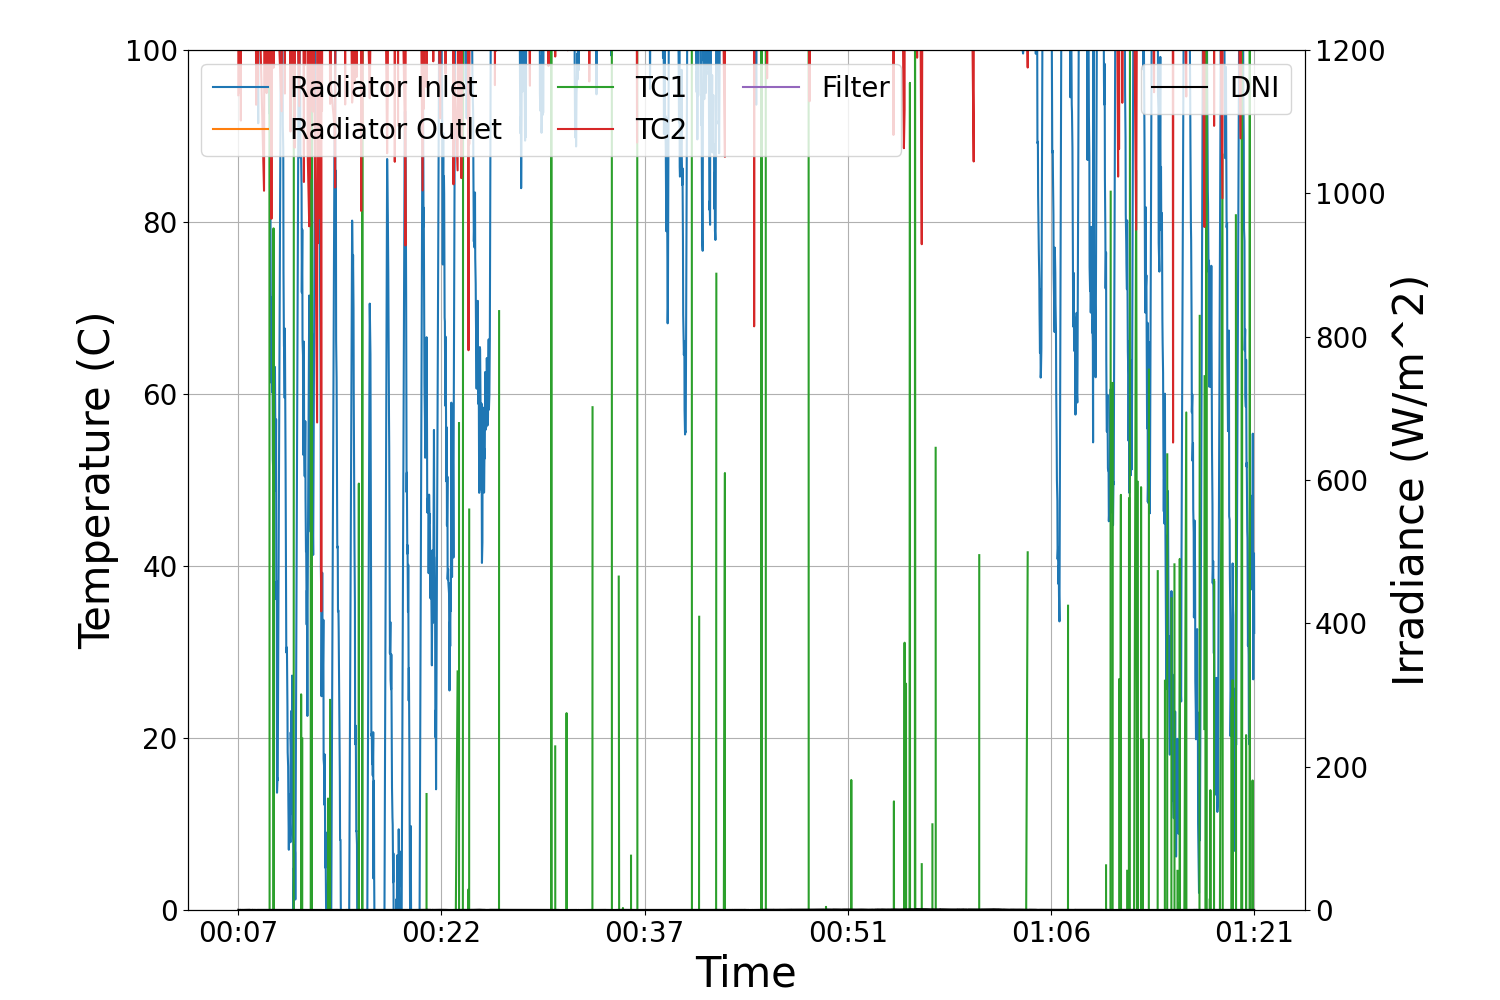 100
80
60
40
20
0
Temperature (C)
Radiator Inlet
Radiator Outlet
TC1
TC2
Filter
DNI
1200
1000
800
600
400
200
0
Irradiance (W/m^2)
00:07
00:22
00:37
00:51
01:06
01:21
Time